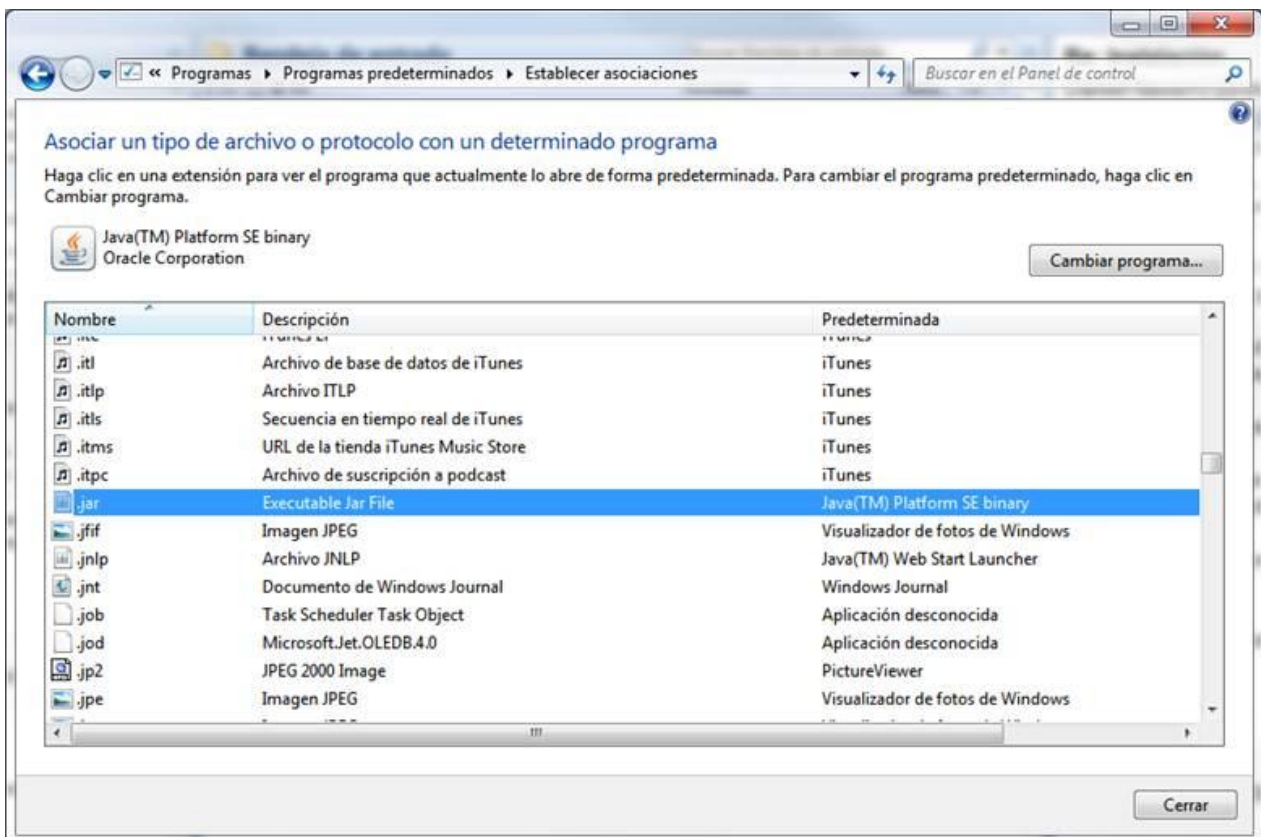 « Programas ▸ Programas predeterminados ▸ Establecer asociaciones
Buscar en el Panel de control
Asociar un tipo de archivo o protocolo con un determinado programa
Haga clic en una extensión para ver el programa que actualmente lo abre de forma predeterminada. Para cambiar el programa predeterminado, haga clic en
Cambiar programa.
Java(TM) Platform SE binary
Oracle Corporation
Cambiar programa...
Nombre Descripción Predeterminada
.itl Archivo de base de datos de iTunes iTunes
.itlp Archivo ITLP iTunes
.itls Secuencia en tiempo real de iTunes iTunes
.itms URL de la tienda iTunes Music Store iTunes
.itpc Archivo de suscripción a podcast iTunes
.jar Executable Jar File Java(TM) Platform SE binary
.jfif Imagen JPEG Visualizador de fotos de Windows
.jnlp Archivo JNLP Java(TM) Web Start Launcher
.jnt Documento de Windows Journal Windows Journal
.job Task Scheduler Task Object Aplicación desconocida
.jod Microsoft.Jet.OLEDB.4.0 Aplicación desconocida
.jp2 JPEG 2000 Image PictureViewer
.jpe Imagen JPEG Visualizador de fotos de Windows
Cerrar